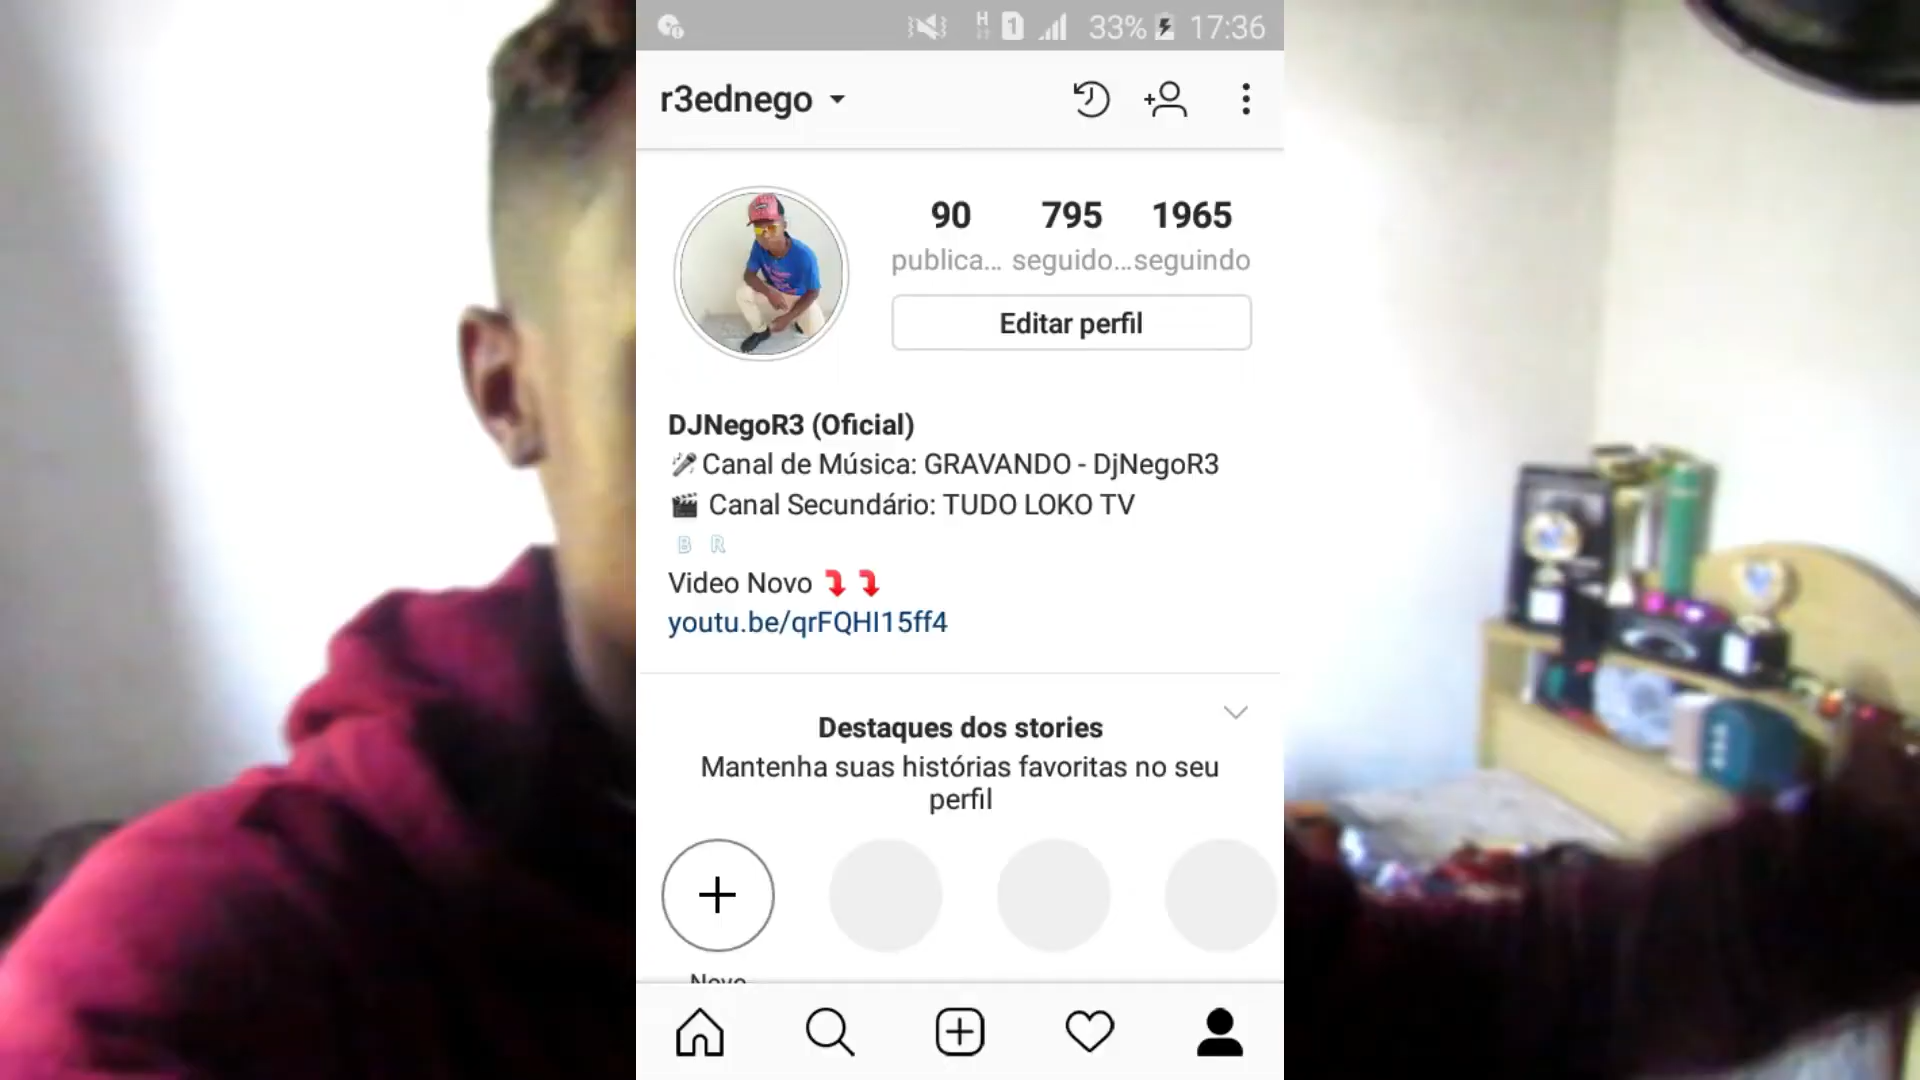 33% 17:36
r3ednego
90 795 1965
publica... seguido... seguindo
Editar perfil
DJNegoR3 (Oficial)
Canal de Música: GRAVANDO - DjNegoR3
Canal Secundário: TUDO LOKO TV
B R
Video Novo
youtu.be/qrFQHI15ff4
Destaques dos stories
Mantenha suas histórias favoritas no seu
perfil
Novo